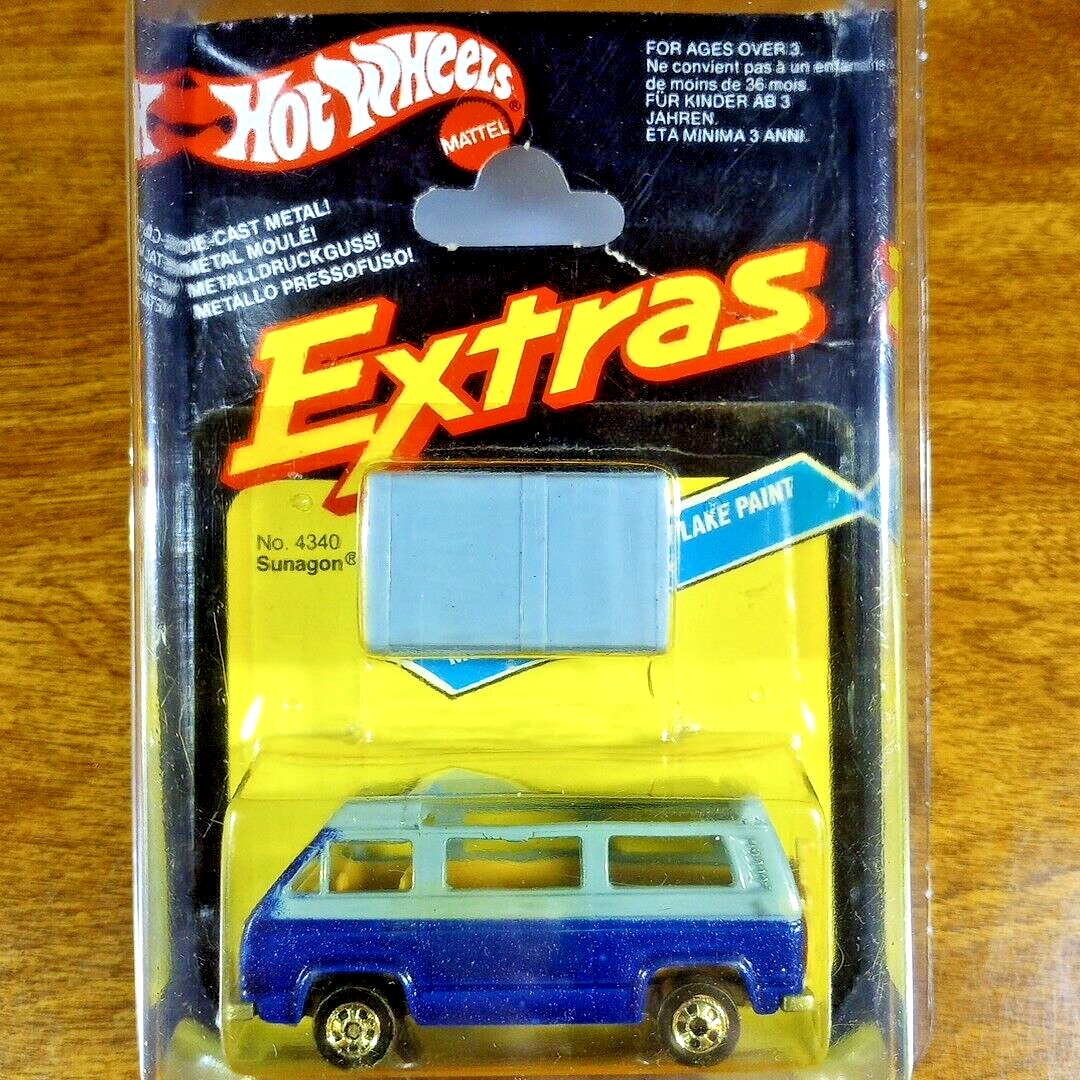 HOT WHEELS®
MATTEL
FOR AGES OVER 3.
Ne convient pas à un enfant
de moins de 36 mois.
FÜR KINDER AB 3
JAHREN.
ETA MINIMA 3 ANNI.
DIE-CAST METAL!
METAL MOULÉ!
METALLDRUCKGUSS!
METALLO PRESSOFUSO!
Extras
LAKE PAINT
No. 4340
Sunagon®